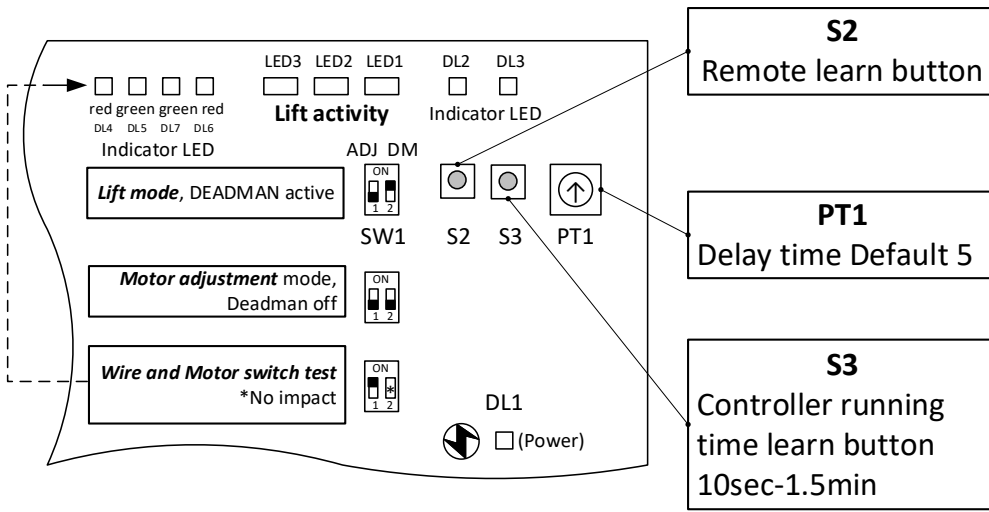 LED3 LED2 LED1
DL2 DL3
red green green red
DL4 DL5 DL7 DL6
Indicator LED
Lift activity
Indicator LED
ADJ DM
Lift mode, DEADMAN active
ON
1 2
SW1
S2
S3
PT1
Motor adjustment mode,
Deadman off
ON
1 2
Wire and Motor switch test
*No impact
ON
*
1 2
DL1
(Power)
S2
Remote learn button
PT1
Delay time Default 5
S3
Controller running
time learn button
10sec-1.5min